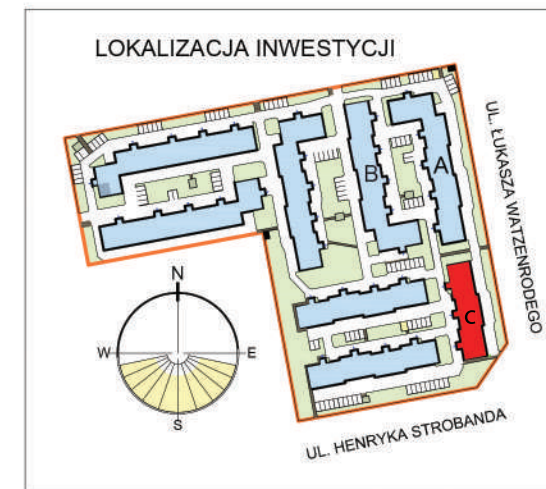 LOKALIZACJA INWESTYCJI
UL. ŁUKASZA WATZENRODEGO
B
A
C
N
W
E
S
UL. HENRYKA STROBANDA